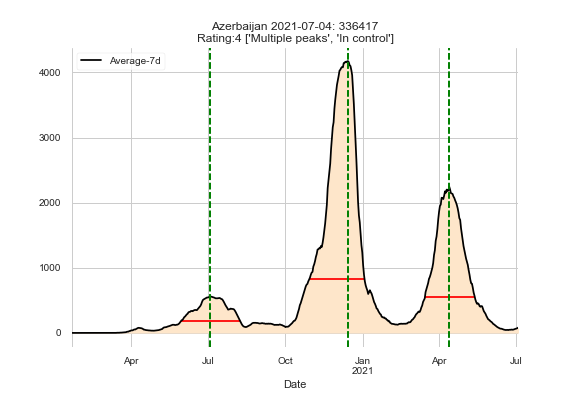 Azerbaijan 2021-07-04: 336417
Rating:4 ['Multiple peaks', 'In control']
Average-7d
4000
3000
2000
1000
0
Apr Jul Oct Jan Apr Jul
2021
Date